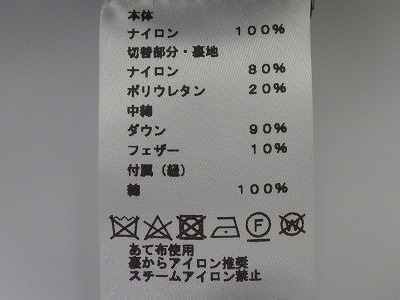 本体
ナイロン 100%
切替部分・裏地
ナイロン 80%
ポリウレタン 20%
中綿
ダウン 90%
フェザー 10%
付属（紐）
綿 100%
F W
あて布使用
裏からアイロン推奨
スチームアイロン禁止